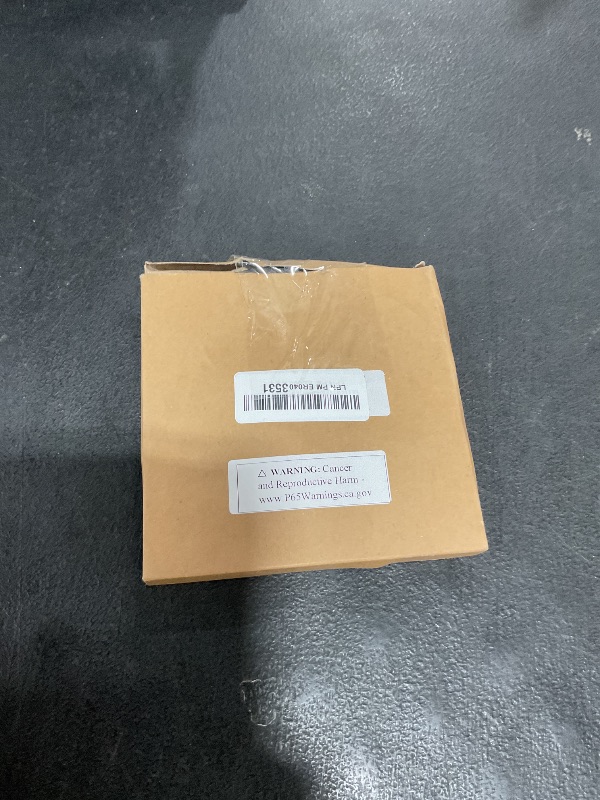 LPN PM ER0403531
⚠ WARNING: Cancer
and Reproductive Harm -
www.P65Warnings.ca.gov